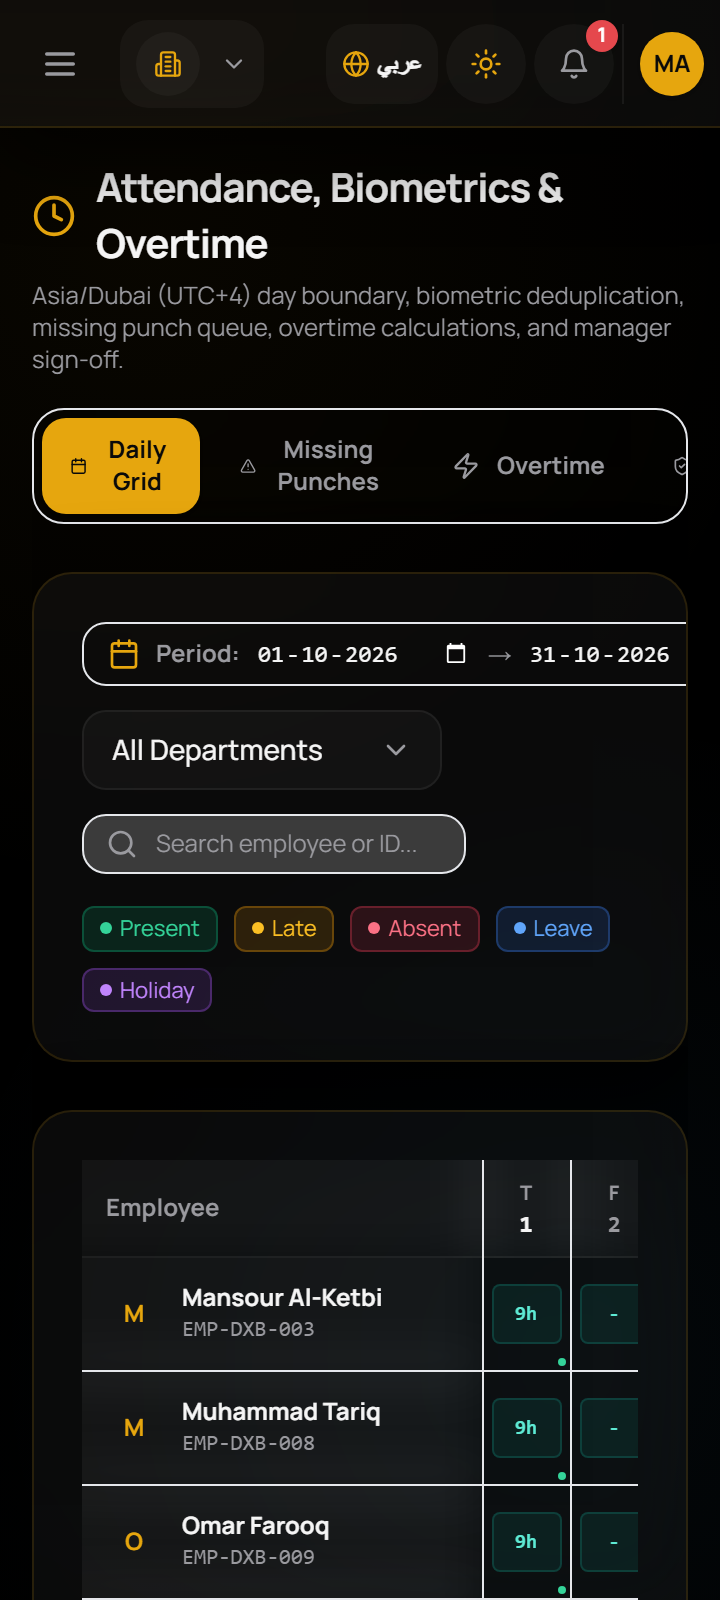 عربي
1
MA
Attendance, Biometrics &
Overtime
Asia/Dubai (UTC+4) day boundary, biometric deduplication,
missing punch queue, overtime calculations, and manager
sign-off.
Daily
Grid
Missing
Punches
Overtime
Period: 01-10-2026 → 31-10-2026
All Departments
Search employee or ID...
Present
Late
Absent
Leave
Holiday
Employee
T
1
F
2
M
Mansour Al-Ketbi
EMP-DXB-003
9h
-
M
Muhammad Tariq
EMP-DXB-008
9h
-
O
Omar Farooq
EMP-DXB-009
9h
-